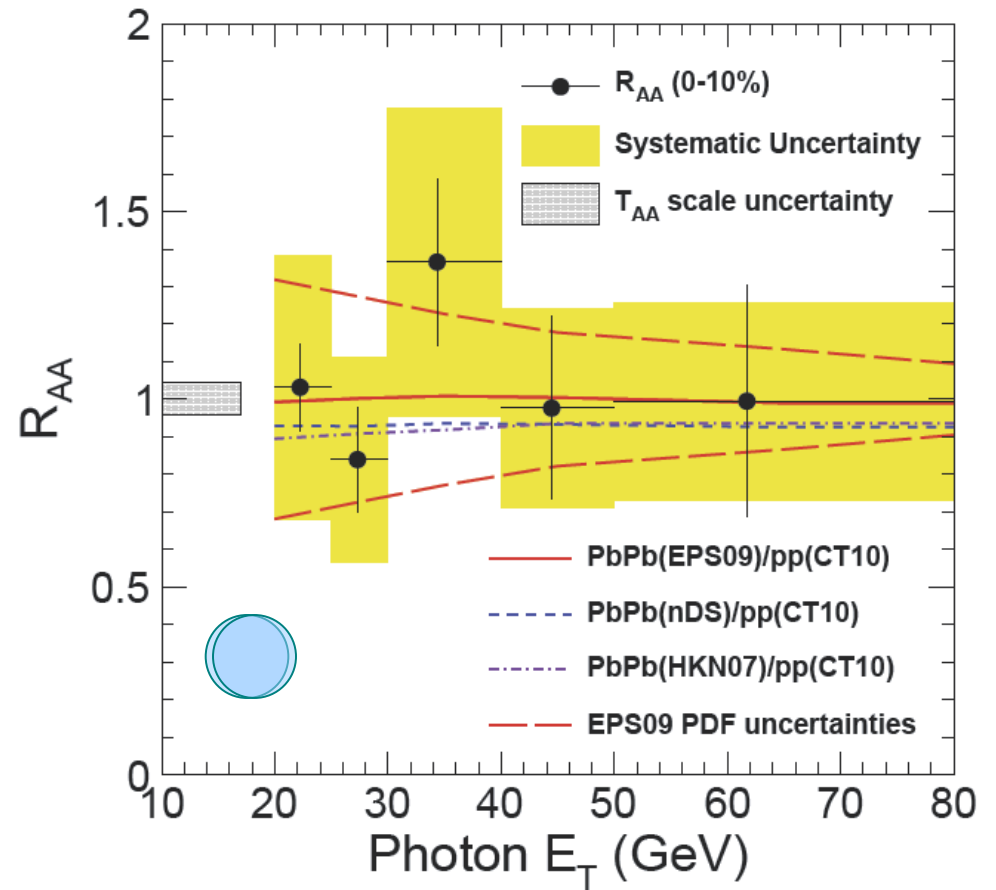 2
1.5
1
0.5
0
R_AA
R_AA (0-10%)
Systematic Uncertainty
T_AA scale uncertainty
PbPb(EPS09)/pp(CT10)
PbPb(nDS)/pp(CT10)
PbPb(HKN07)/pp(CT10)
EPS09 PDF uncertainties
10 20 30 40 50 60 70 80
Photon E_T (GeV)